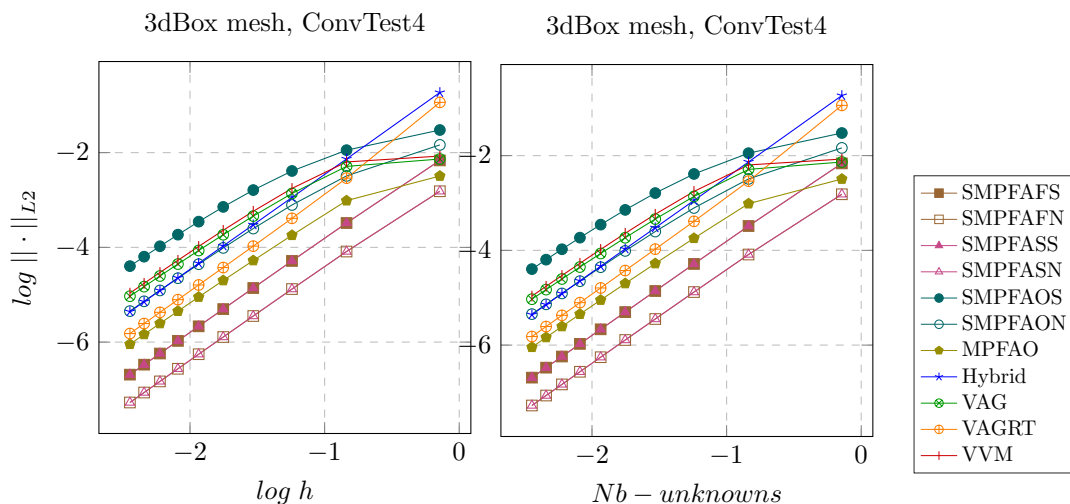 3dBox mesh, ConvTest4
3dBox mesh, ConvTest4
log || · ||L2
−2
−4
−6
−2
−1
0
log h
−2
−4
−6
−2
−1
0
Nb − unknowns
SMPFAFS
SMPFAFN
SMPFASS
SMPFASN
SMPFAOS
SMPFAON
MPFAO
Hybrid
VAG
VAGRT
VVM